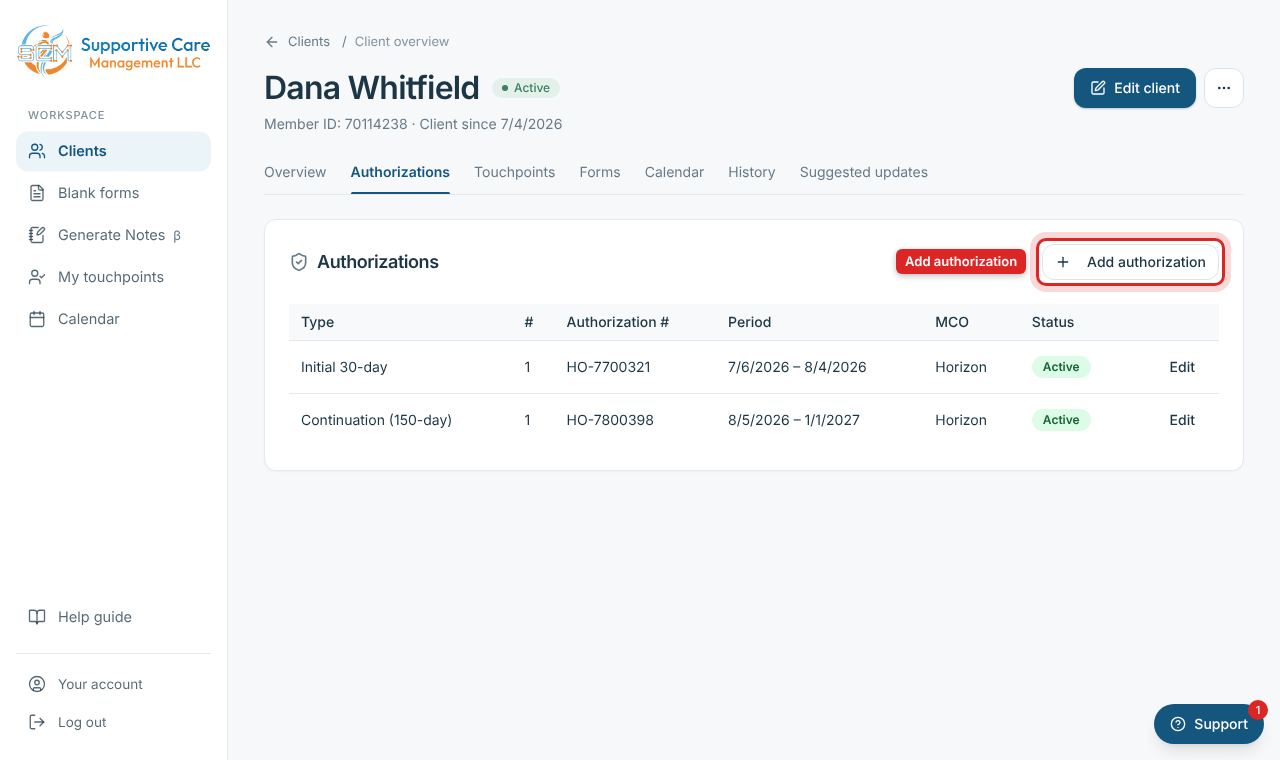 SCM
Supportive Care
Management LLC
WORKSPACE
Clients
Blank forms
Generate Notes β
My touchpoints
Calendar
Help guide
Your account
Log out
Clients / Client overview
Dana Whitfield
Active
Edit client
Member ID: 70114238 · Client since 7/4/2026
Overview Authorizations Touchpoints Forms Calendar History Suggested updates
Authorizations
Add authorization
Add authorization
Type # Authorization # Period MCO Status
Initial 30-day 1 HO-7700321 7/6/2026 – 8/4/2026 Horizon Active Edit
Continuation (150-day) 1 HO-7800398 8/5/2026 – 1/1/2027 Horizon Active Edit
Support
1